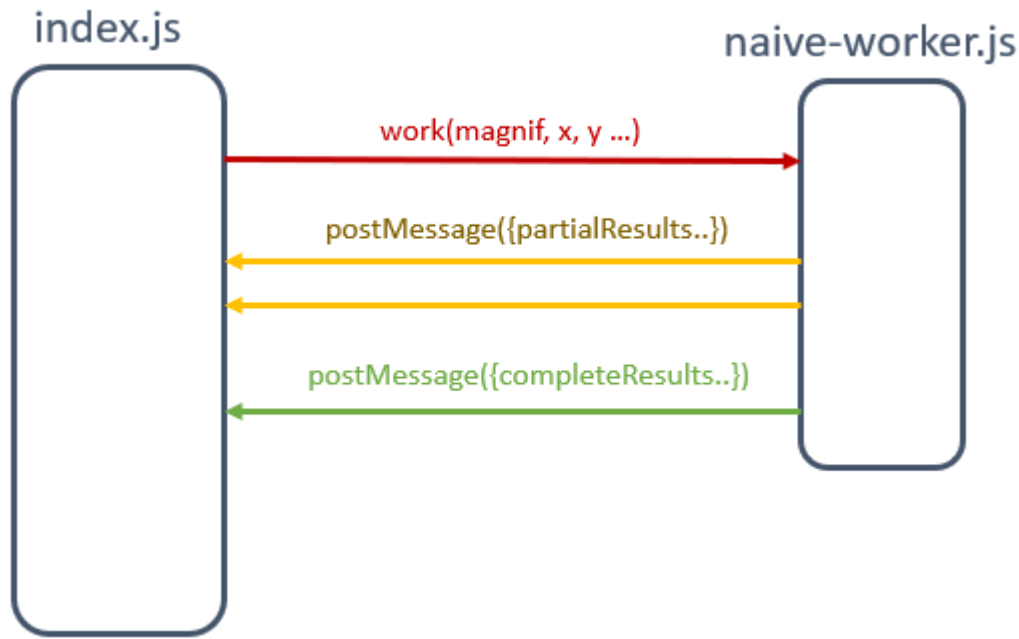 index.js
naive-worker.js
work(magnif, x, y ...)
postMessage({partialResults..})
postMessage({completeResults..})